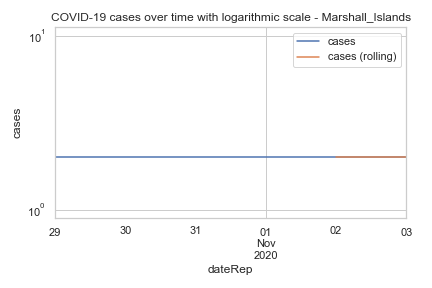 COVID-19 cases over time with logarithmic scale - Marshall_Islands
10¹
cases
cases (rolling)
cases
10⁰
29
30
31
01
02
03
Nov
2020
dateRep